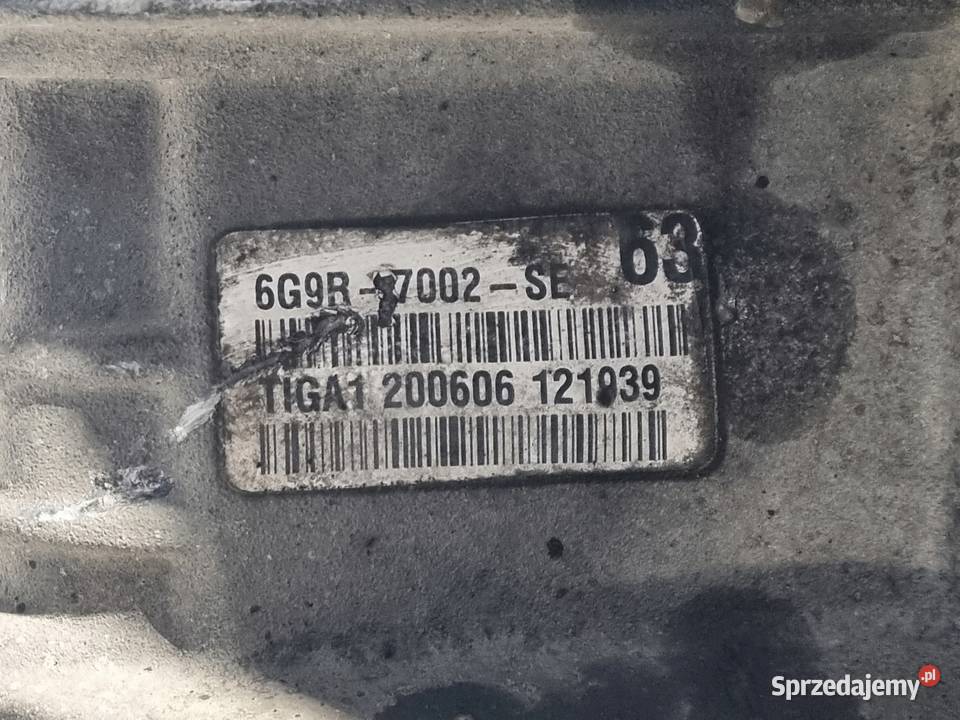 63
6G9R-7002-SE
TIGA1 200606 121939
Sprzedajemy.pl